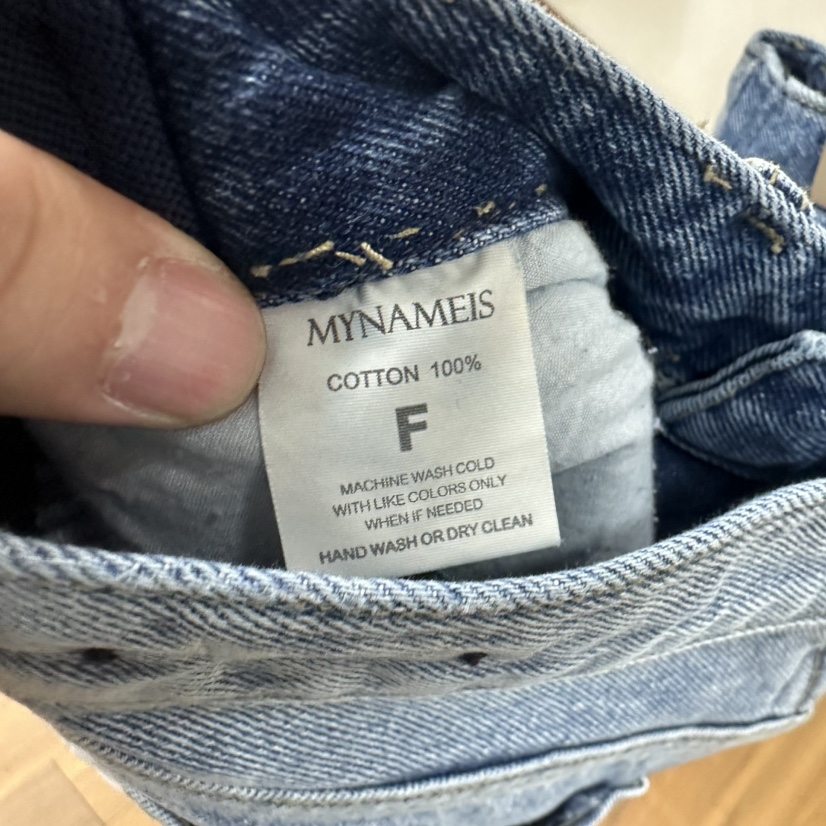 MYNAMEIS
COTTON 100%
F
MACHINE WASH COLD
WITH LIKE COLORS ONLY
WHEN IF NEEDED
HAND WASH OR DRY CLEAN